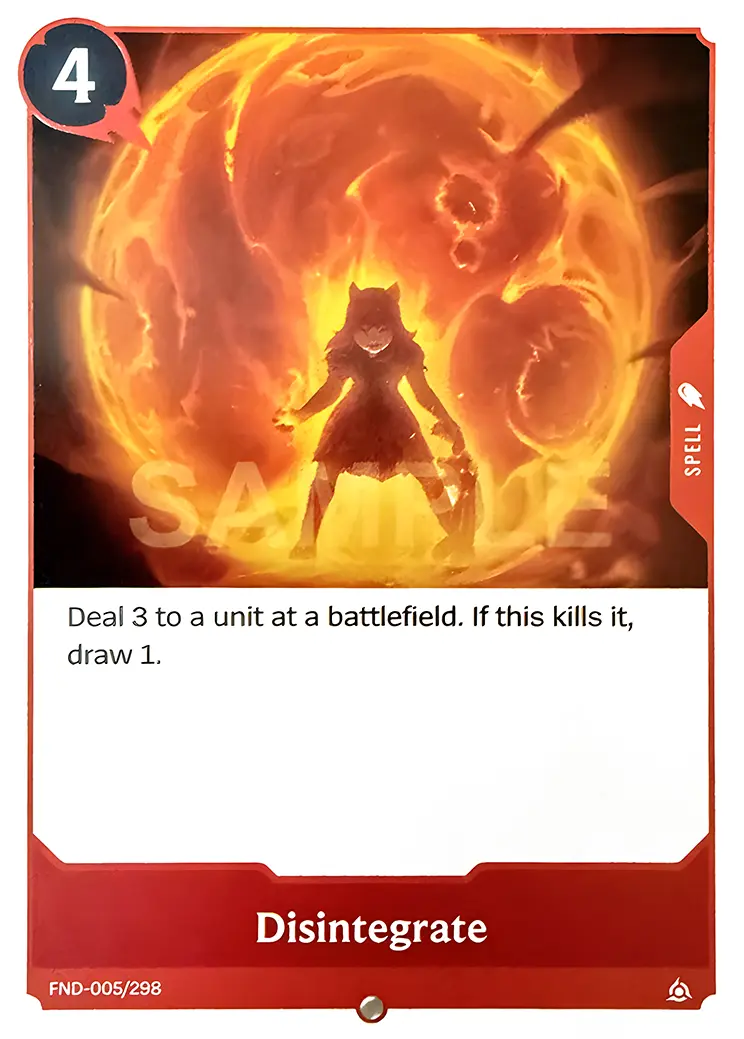 4
SPELL
SAMPLE
Deal 3 to a unit at a battlefield. If this kills it,
draw 1.
Disintegrate
FND-005/298